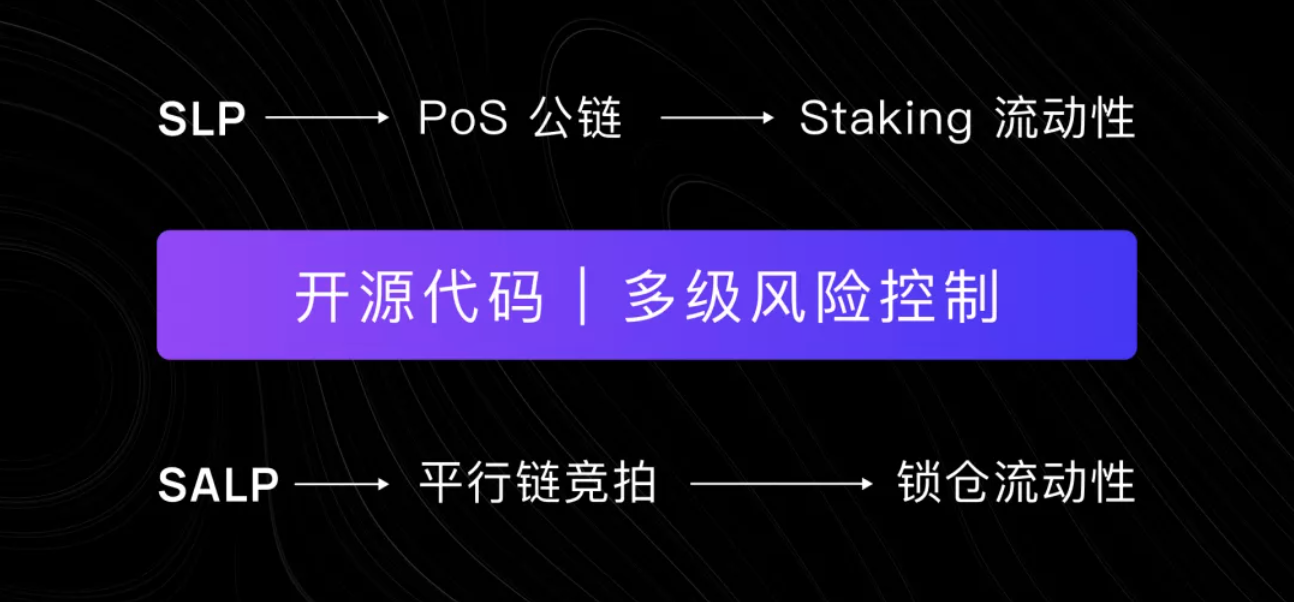 SLP → PoS 公链 → Staking 流动性
开源代码｜多级风险控制
SALP → 平行链竞拍 → 锁仓流动性